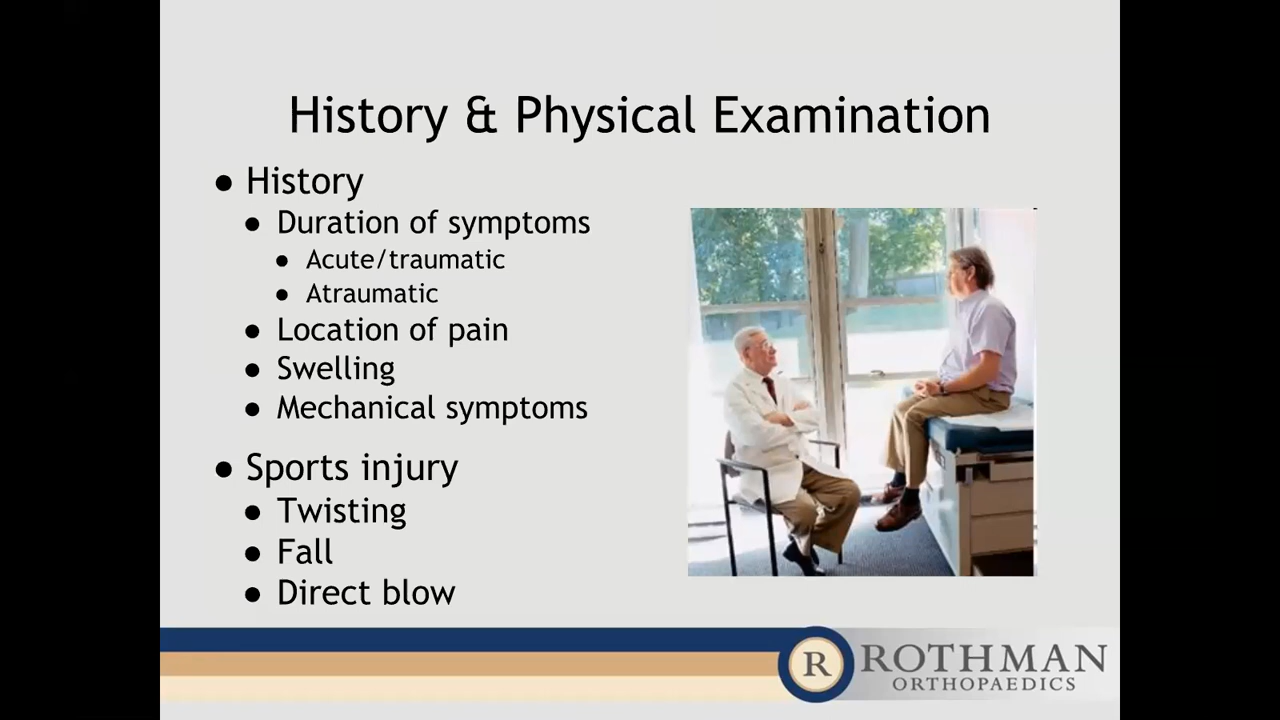 History & Physical Examination
● History
● Duration of symptoms
● Acute/traumatic
● Atraumatic
● Location of pain
● Swelling
● Mechanical symptoms
● Sports injury
● Twisting
● Fall
● Direct blow
R ROTHMAN
ORTHOPAEDICS